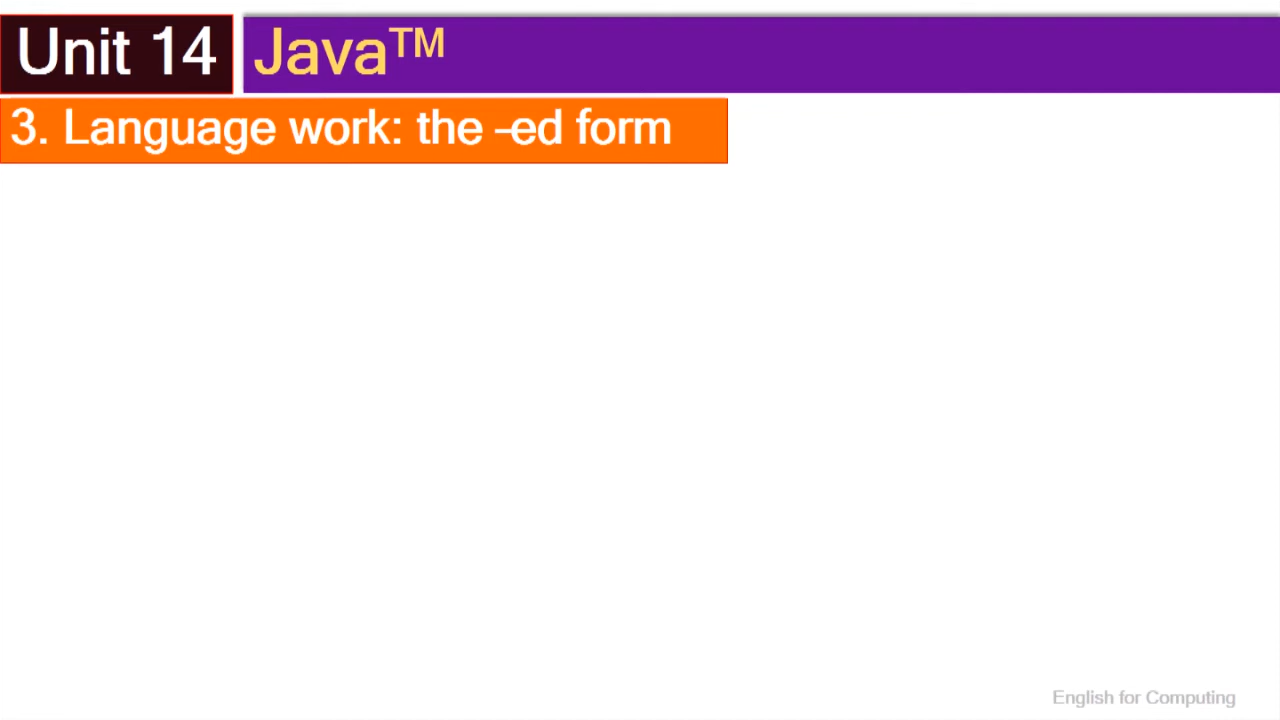 Unit 14
Java™
3. Language work: the –ed form
English for Computing